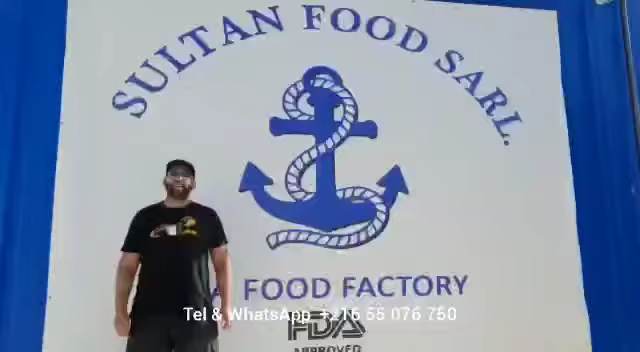 SULTAN FOOD SARL.
FOOD FACTORY
Tel & WhatsApp +216 55 076 750
FDA
APPROVED